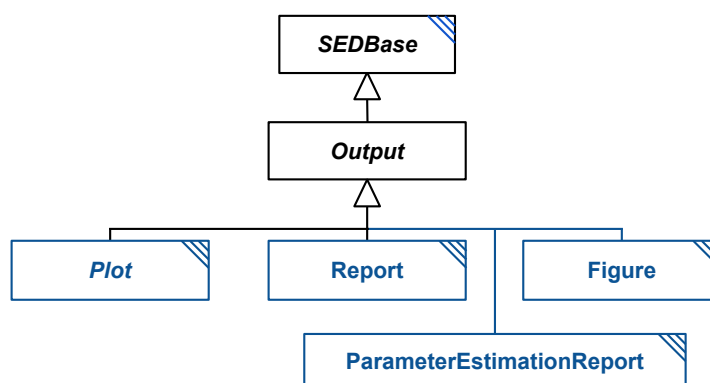 SEDBase
Output
Plot
Report
Figure
ParameterEstimationReport